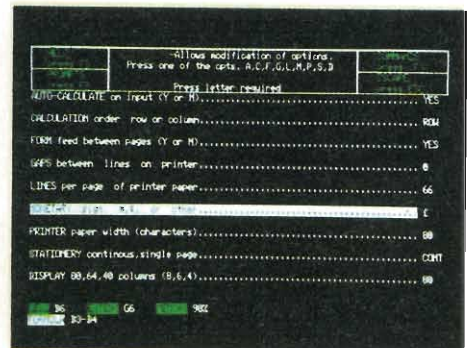 -Allows modification of options.
Press one of the opts. A,C,F,G,L,M,P,S,D
Press letter required
AUTO-CALCULATE on input (Y or N) YES
CALCULATION order row or column ROW
FORM feed between pages (Y or N) YES
GAPS between lines on printer 0
LINES per page of printer paper 66
£
PRINTER paper width (characters) 80
STATIONERY continous,single page CONT
DISPLAY 80,64,40 columns (8,6,4) 80
B6 G6 90%
B3-B4